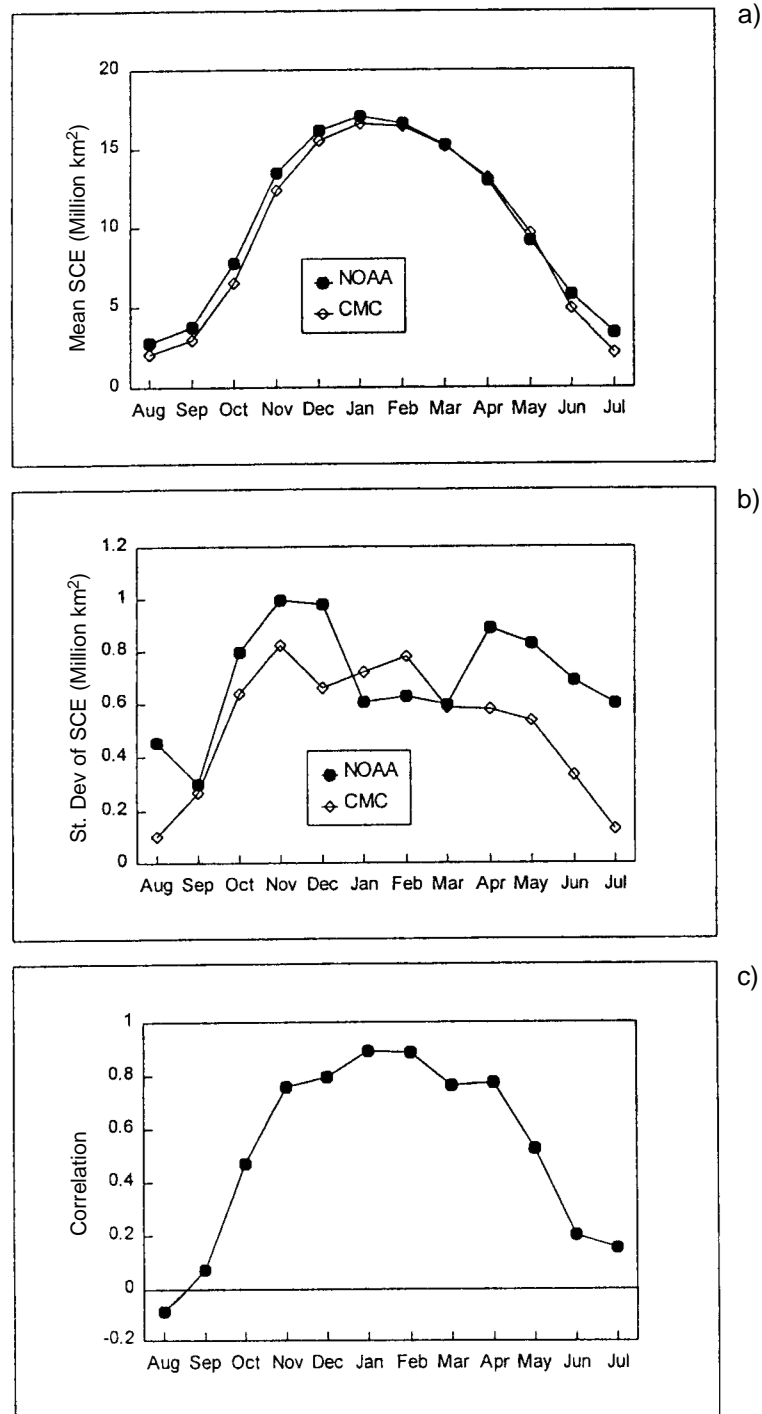 a)
20
15
10
5
0
Mean SCE (Million km²)
NOAA
CMC
Aug Sep Oct Nov Dec Jan Feb Mar Apr May Jun Jul
b)
1.2
1
0.8
0.6
0.4
0.2
0
St. Dev of SCE (Million km²)
NOAA
CMC
Aug Sep Oct Nov Dec Jan Feb Mar Apr May Jun Jul
c)
1
0.8
0.6
0.4
0.2
0
-0.2
Correlation
Aug Sep Oct Nov Dec Jan Feb Mar Apr May Jun Jul